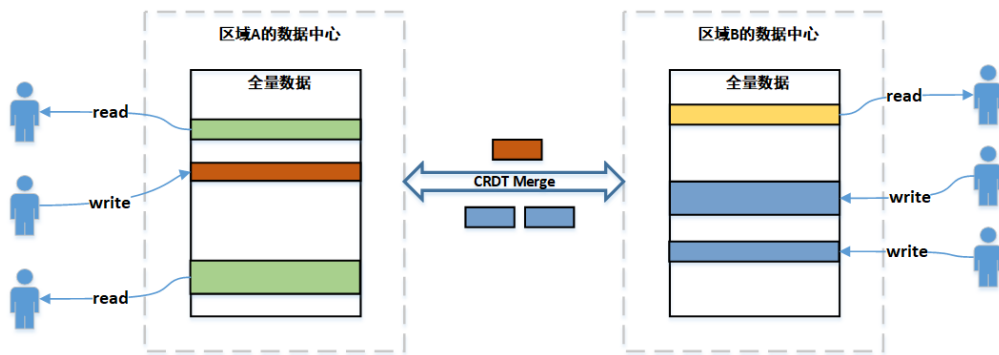 区域A的数据中心
区域B的数据中心
全量数据
全量数据
read
read
write
CRDT Merge
write
write
read